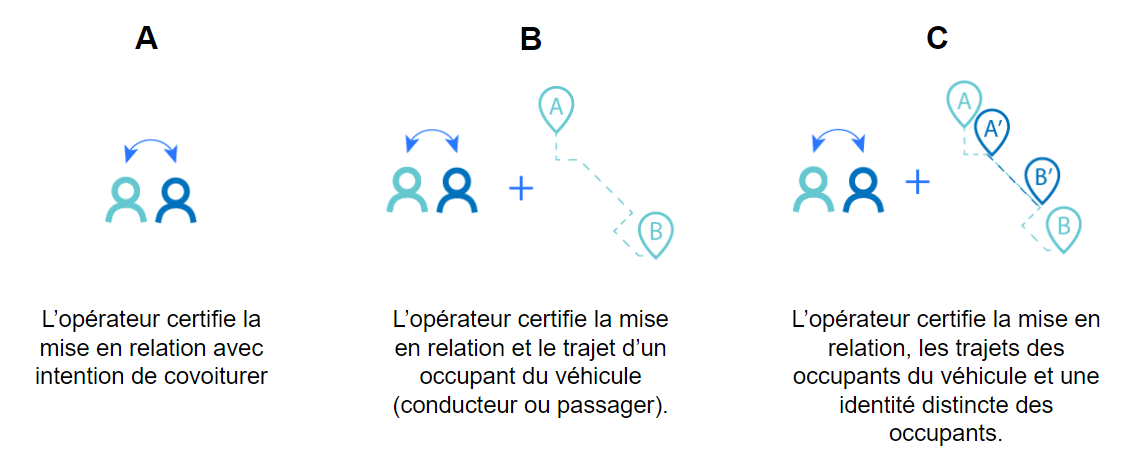 A
B
C
A
B
A
A'
B'
B
L'opérateur certifie la
mise en relation avec
intention de covoiturer
L'opérateur certifie la mise
en relation et le trajet d'un
occupant du véhicule
(conducteur ou passager).
L'opérateur certifie la mise en
relation, les trajets des
occupants du véhicule et une
identité distincte des
occupants.